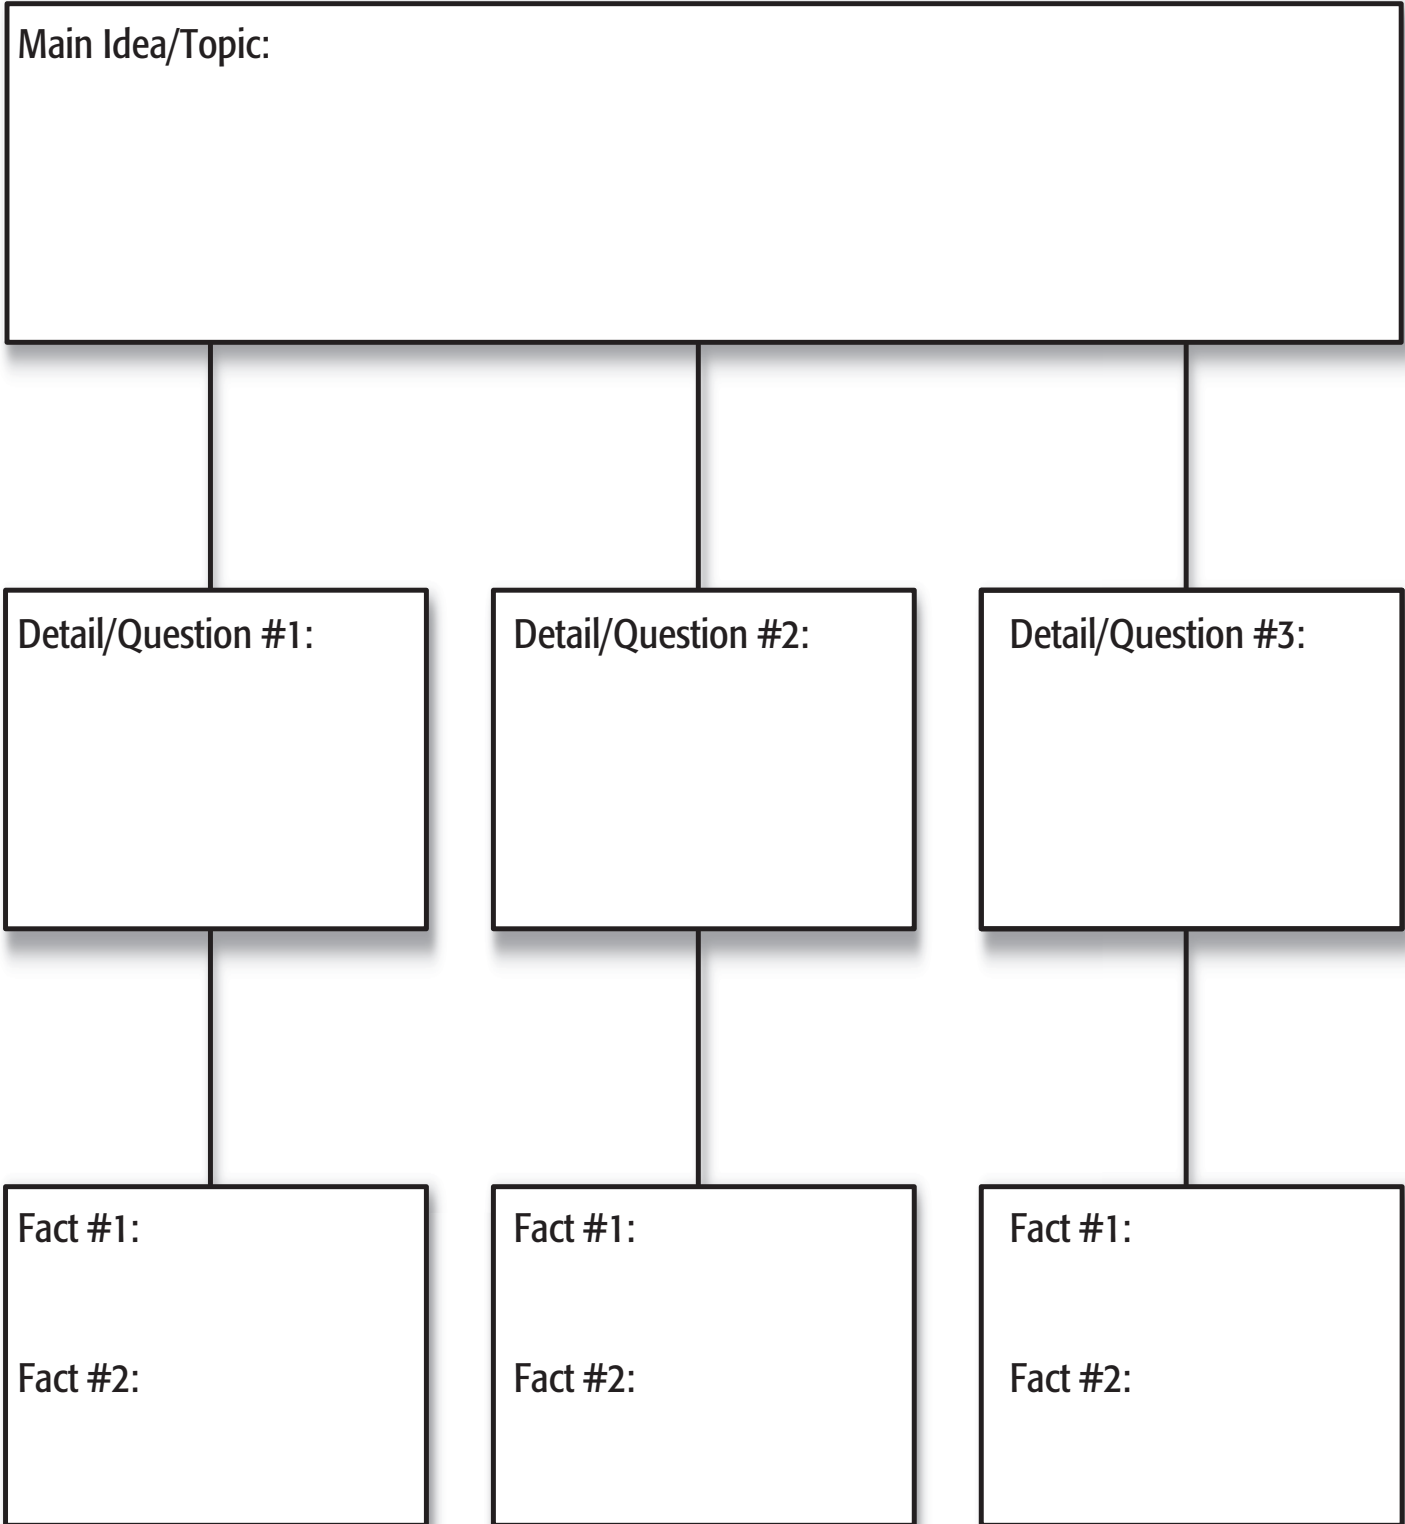 Main Idea/Topic:
Detail/Question #1:
Detail/Question #2:
Detail/Question #3:
Fact #1:
Fact #2:
Fact #1:
Fact #2:
Fact #1:
Fact #2: